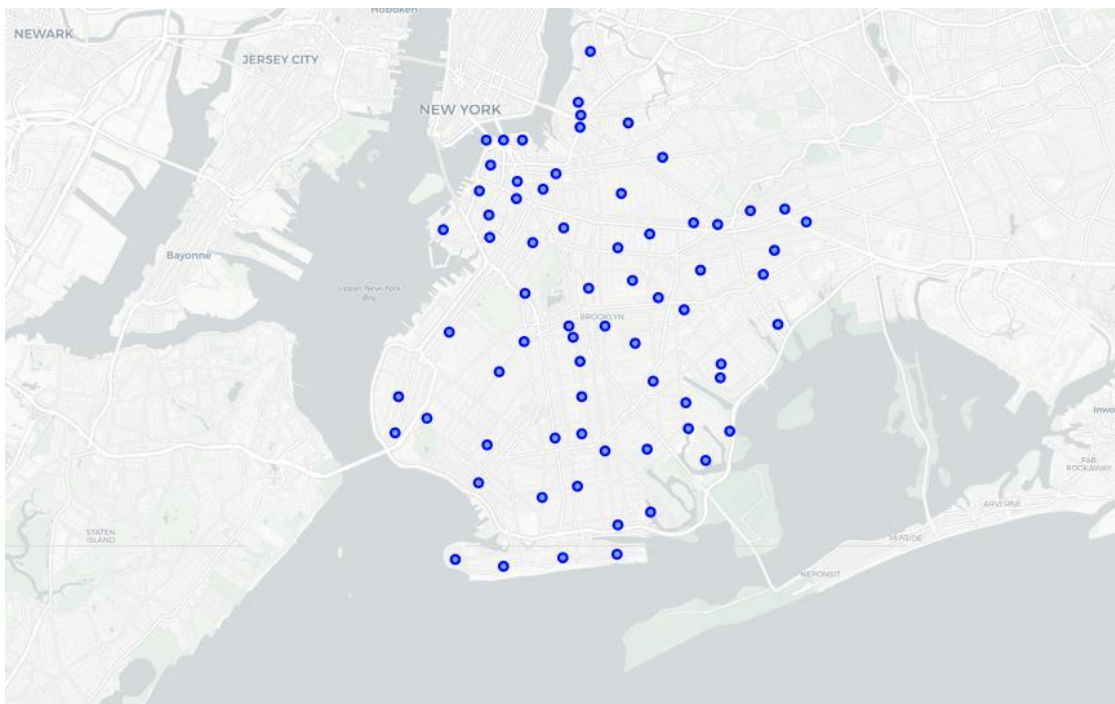 Hoboken
NEWARK
JERSEY CITY
NEW YORK
Bayonne
Upper New York
Bay
BROOKLYN
Inwo
FAR
ROCKAWAY
ARVERNE
SEASIDE
STATEN
ISLAND
NEPONSIT